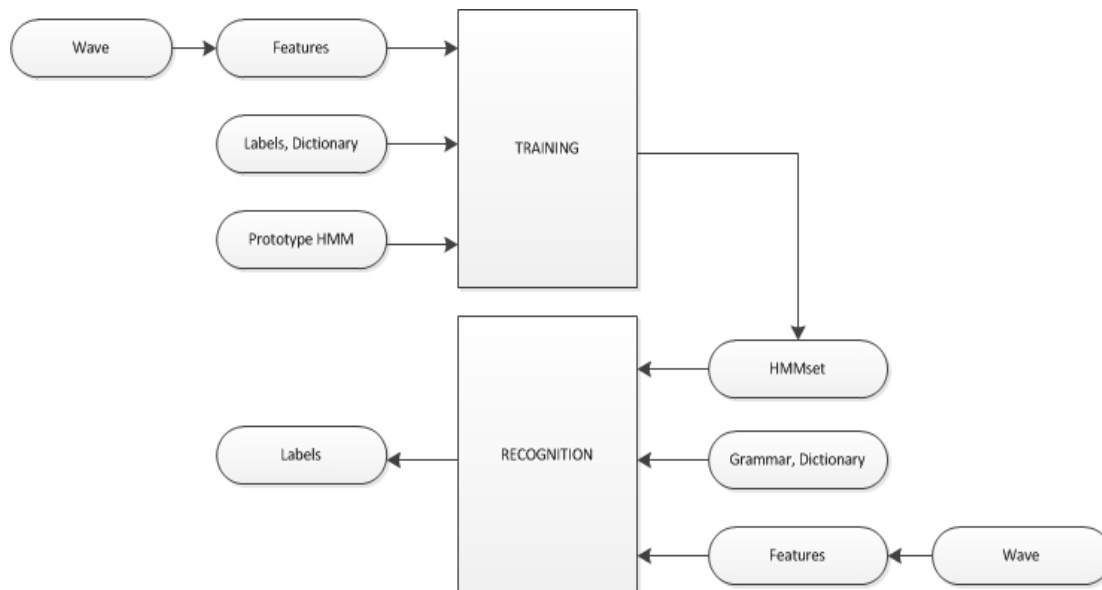 Wave
Features
Labels, Dictionary
TRAINING
Prototype HMM
HMMset
Labels
RECOGNITION
Grammar, Dictionary
Features
Wave